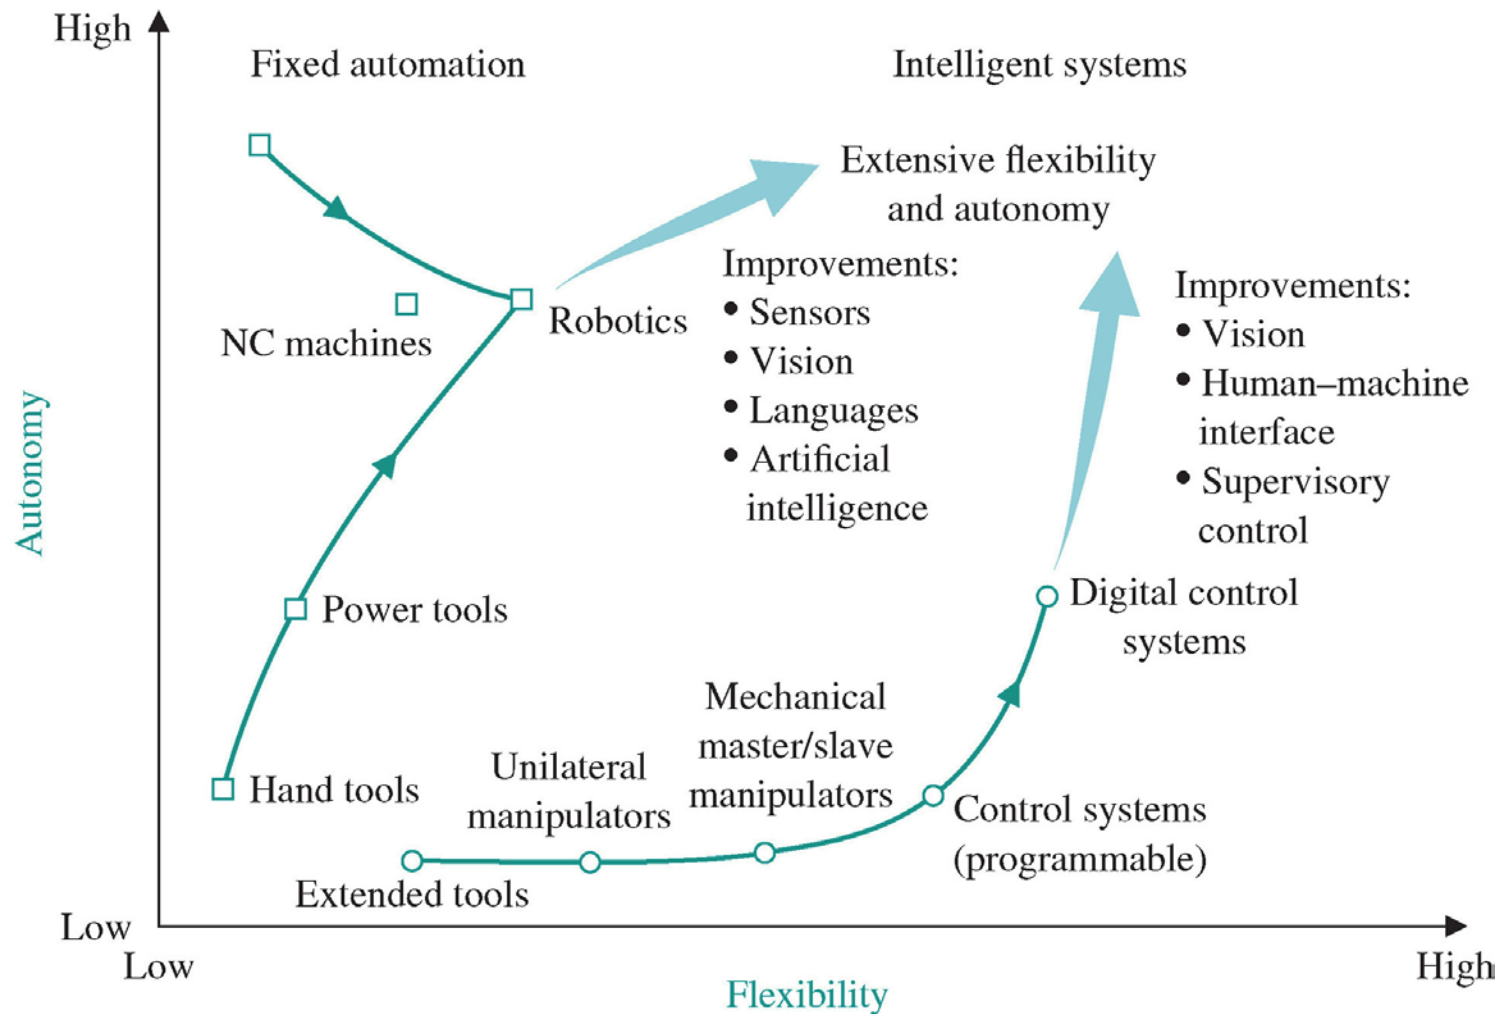 High
Fixed automation
Intelligent systems
Extensive flexibility
and autonomy
Improvements:
• Sensors
• Vision
• Languages
• Artificial
intelligence
Improvements:
• Vision
• Human–machine
interface
• Supervisory
control
NC machines
Robotics
Autonomy
Power tools
Digital control
systems
Hand tools
Unilateral
manipulators
Mechanical
master/slave
manipulators
Control systems
(programmable)
Extended tools
Low
Low
High
Flexibility